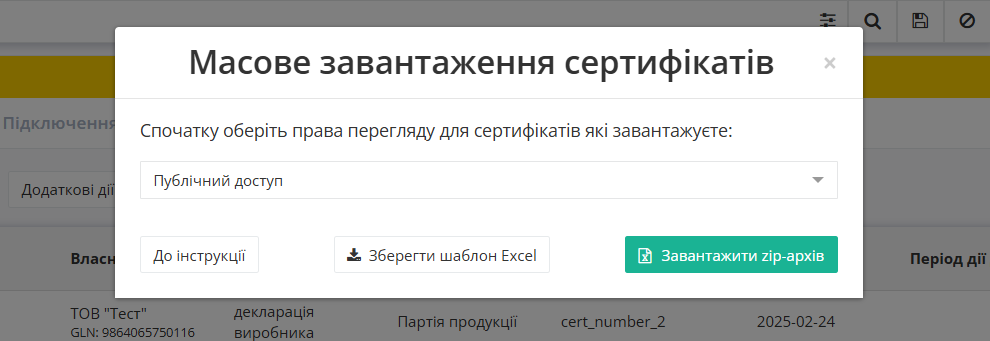 Масове завантаження сертифікатів
×
Підключення
Спочатку оберіть права перегляду для сертифікатів які завантажуєте:
Публічний доступ
Додаткові дії
До інструкції
Зберегти шаблон Excel
Завантажити zip-архів
Власн
Період дії
ТОВ "Тест"
GLN: 9864065750116
декларація
виробника
Партія продукції
cert_number_2
2025-02-24